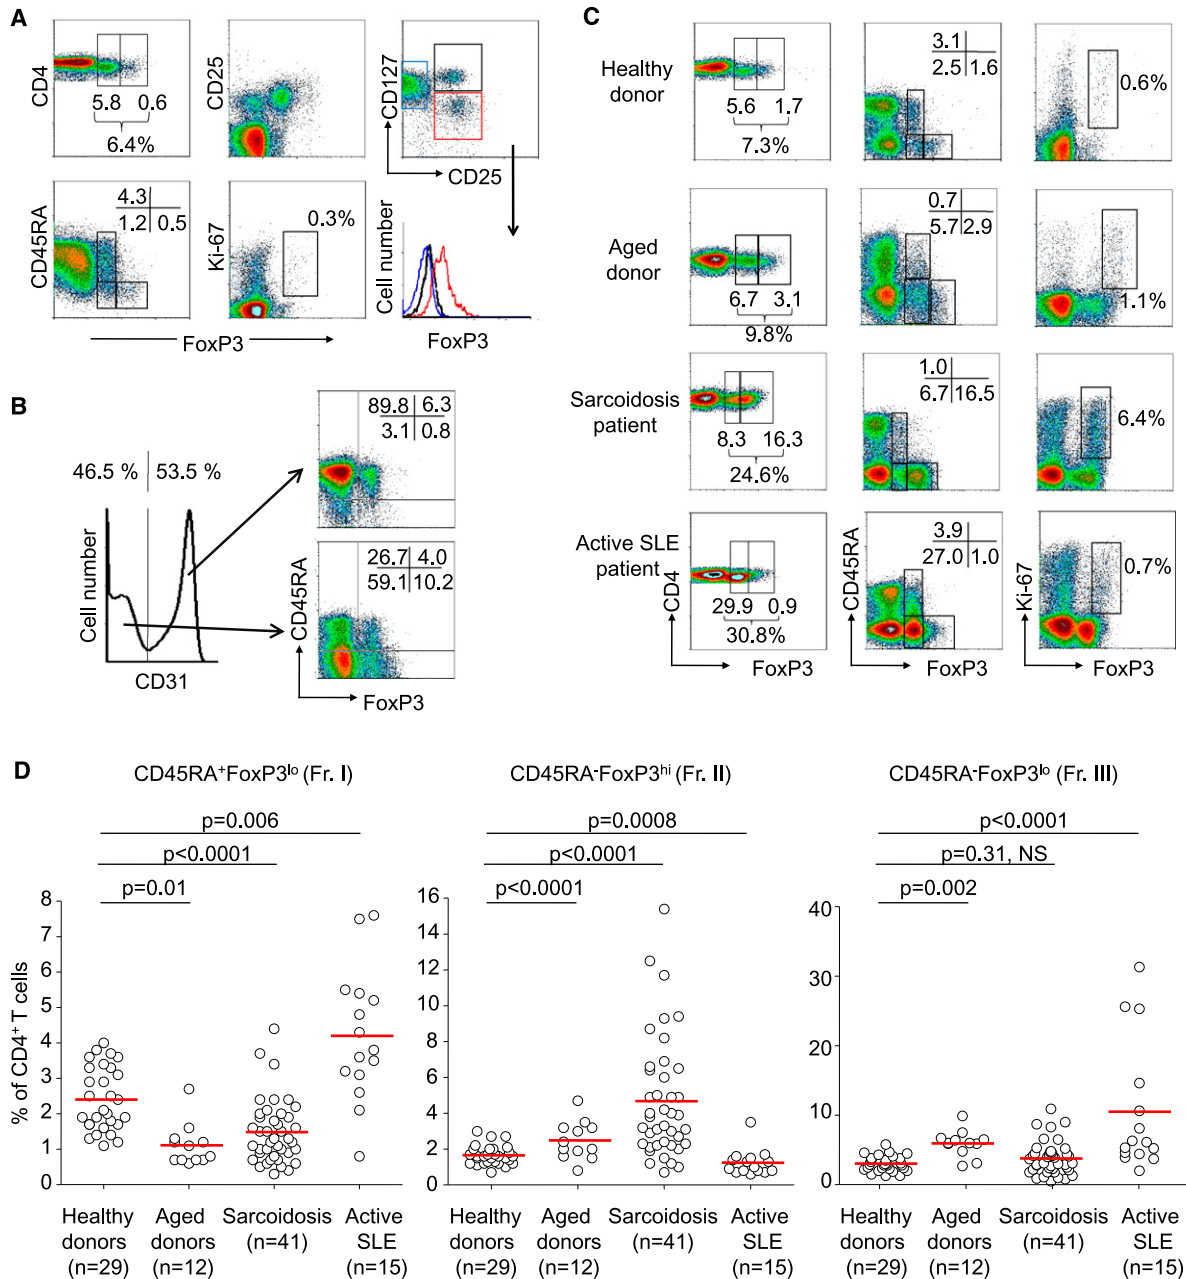 A
CD4
5.8 0.6
6.4%
CD25
CD127
CD25
CD45RA
4.3
1.2 0.5
Ki-67
0.3%
FoxP3
Cell number
FoxP3
B
46.5 % 53.5 %
Cell number
CD31
89.8 6.3
3.1 0.8
26.7 4.0
59.1 10.2
CD45RA
FoxP3
C
Healthy
donor
5.6 1.7
7.3%
3.1
2.5 1.6
0.6%
Aged
donor
6.7 3.1
9.8%
0.7
5.7 2.9
1.1%
Sarcoidosis
patient
8.3 16.3
24.6%
1.0
6.7 16.5
6.4%
Active SLE
patient
CD4
29.9 0.9
30.8%
FoxP3
CD45RA
3.9
27.0 1.0
FoxP3
Ki-67
0.7%
FoxP3
D
CD45RA+FoxP3lo (Fr. I)
p=0.006
p<0.0001
p=0.01
% of CD4+ T cells
8
7
6
5
4
3
2
1
0
Healthy donors (n=29)
Aged donors (n=12)
Sarcoidosis (n=41)
Active SLE (n=15)
CD45RA-FoxP3hi (Fr. II)
p=0.0008
p<0.0001
p<0.0001
16
14
12
10
8
6
4
2
0
Healthy donors (n=29)
Aged donors (n=12)
Sarcoidosis (n=41)
Active SLE (n=15)
CD45RA-FoxP3lo (Fr. III)
p<0.0001
p=0.31, NS
p=0.002
40
30
20
10
0
Healthy donors (n=29)
Aged donors (n=12)
Sarcoidosis (n=41)
Active SLE (n=15)